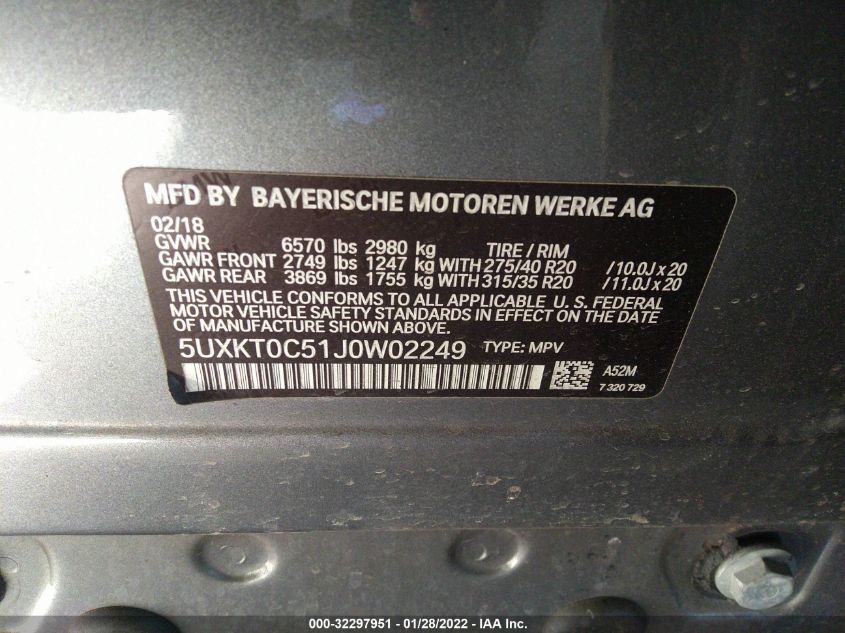 MFD BY BAYERISCHE MOTOREN WERKE AG
02/18
GVWR 6570 lbs 2980 kg TIRE / RIM
GAWR FRONT 2749 lbs 1247 kg WITH 275/40 R20 /10.0J x 20
GAWR REAR 3869 lbs 1755 kg WITH 315/35 R20 /11.0J x 20
THIS VEHICLE CONFORMS TO ALL APPLICABLE U. S. FEDERAL
MOTOR VEHICLE SAFETY STANDARDS IN EFFECT ON THE DATE
OF MANUFACTURE SHOWN ABOVE.
5UXKT0C51J0W02249 TYPE: MPV
A52M
7 320 729
000-32297951 - 01/28/2022 - IAA Inc.